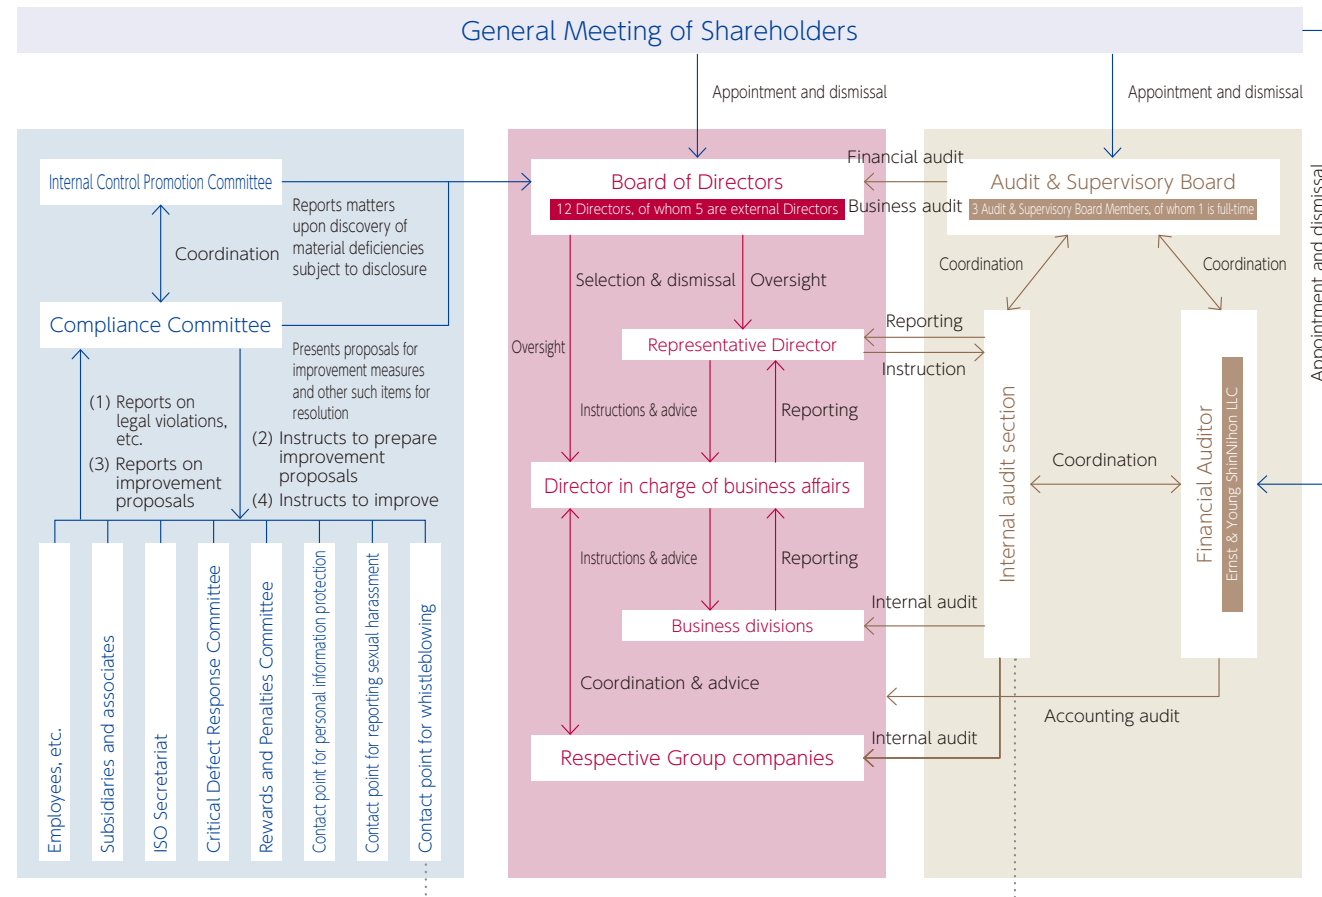 General Meeting of Shareholders
Appointment and dismissal
Appointment and dismissal
Appointment and dismissal
Internal Control Promotion Committee
Reports matters
upon discovery of
material deficiencies
subject to disclosure
Coordination
Compliance Committee
Presents proposals for
improvement measures
and other such items for
resolution
(1) Reports on
legal violations,
etc.
(3) Reports on
improvement
proposals
(2) Instructs to prepare
improvement
proposals
(4) Instructs to improve
Employees, etc.
Subsidiaries and associates
ISO Secretariat
Critical Defect Response Committee
Rewards and Penalties Committee
Contact point for personal information protection
Contact point for reporting sexual harassment
Contact point for whistleblowing
Board of Directors
12 Directors, of whom 5 are external Directors
Selection & dismissal
Oversight
Oversight
Representative Director
Instructions & advice
Reporting
Director in charge of business affairs
Instructions & advice
Reporting
Business divisions
Coordination & advice
Respective Group companies
Financial audit
Business audit
Audit & Supervisory Board
3 Audit & Supervisory Board Members, of whom 1 is full-time
Coordination
Coordination
Reporting
Instruction
Internal audit section
Coordination
Financial Auditor
Ernst & Young ShinNihon LLC
Internal audit
Accounting audit
Internal audit